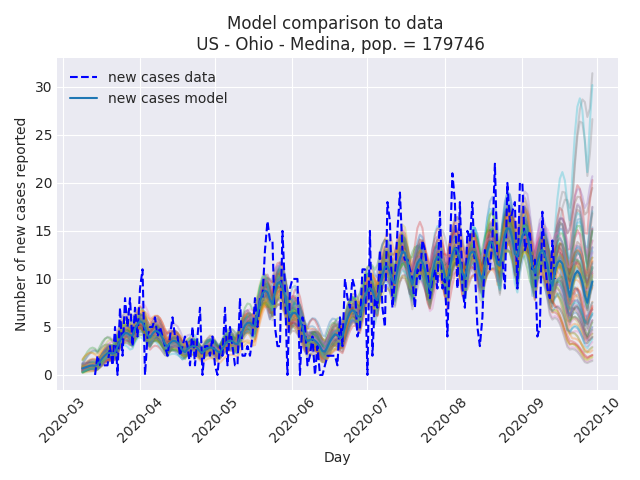 Model comparison to data
US - Ohio - Medina, pop. = 179746
new cases data
new cases model
Number of new cases reported
30
25
20
15
10
5
0
2020-03
2020-04
2020-05
2020-06
2020-07
2020-08
2020-09
2020-10
Day